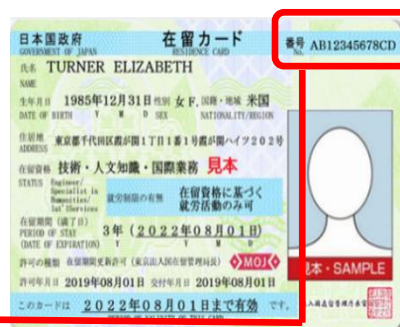 日本国政府 在留カード 番号 AB12345678CD
GOVERNMENT OF JAPAN RESIDENCE CARD No.
氏名 TURNER ELIZABETH
NAME
生年月日 1985年12月31日 性別 女 F. 国籍・地域 米国
DATE OF BIRTH Y M D SEX NATIONALITY/REGION
住居地 東京都千代田区霞が関1丁目1番1号霞が関ハイツ202号
ADDRESS
在留資格 技術・人文知識・国際業務 見本
STATUS Engineer/
Specialist in
Humanities/
Int'lServices
就労制限の有無 在留資格に基づく
就労活動のみ可
在留期間(満了日) 3年(2022年08月01日)
PERIOD OF STAY Y M D
(DATE OF EXPIRATION)
許可の種類 在留期間更新許可(東京出入国在留管理局長) MOJ
見本・SAMPLE
許可年月日 2019年08月01日 交付年月日 2019年08月01日
このカードは 2022年08月01日まで有効 です。